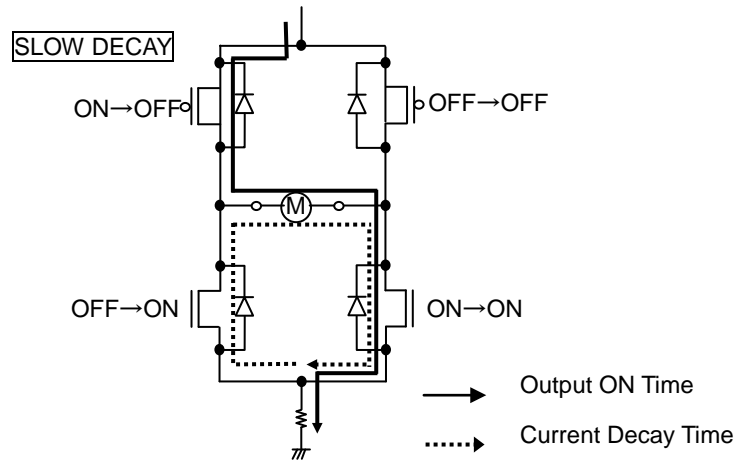 SLOW DECAY
ON→OFF
OFF→OFF
M
OFF→ON
ON→ON
Output ON Time
Current Decay Time